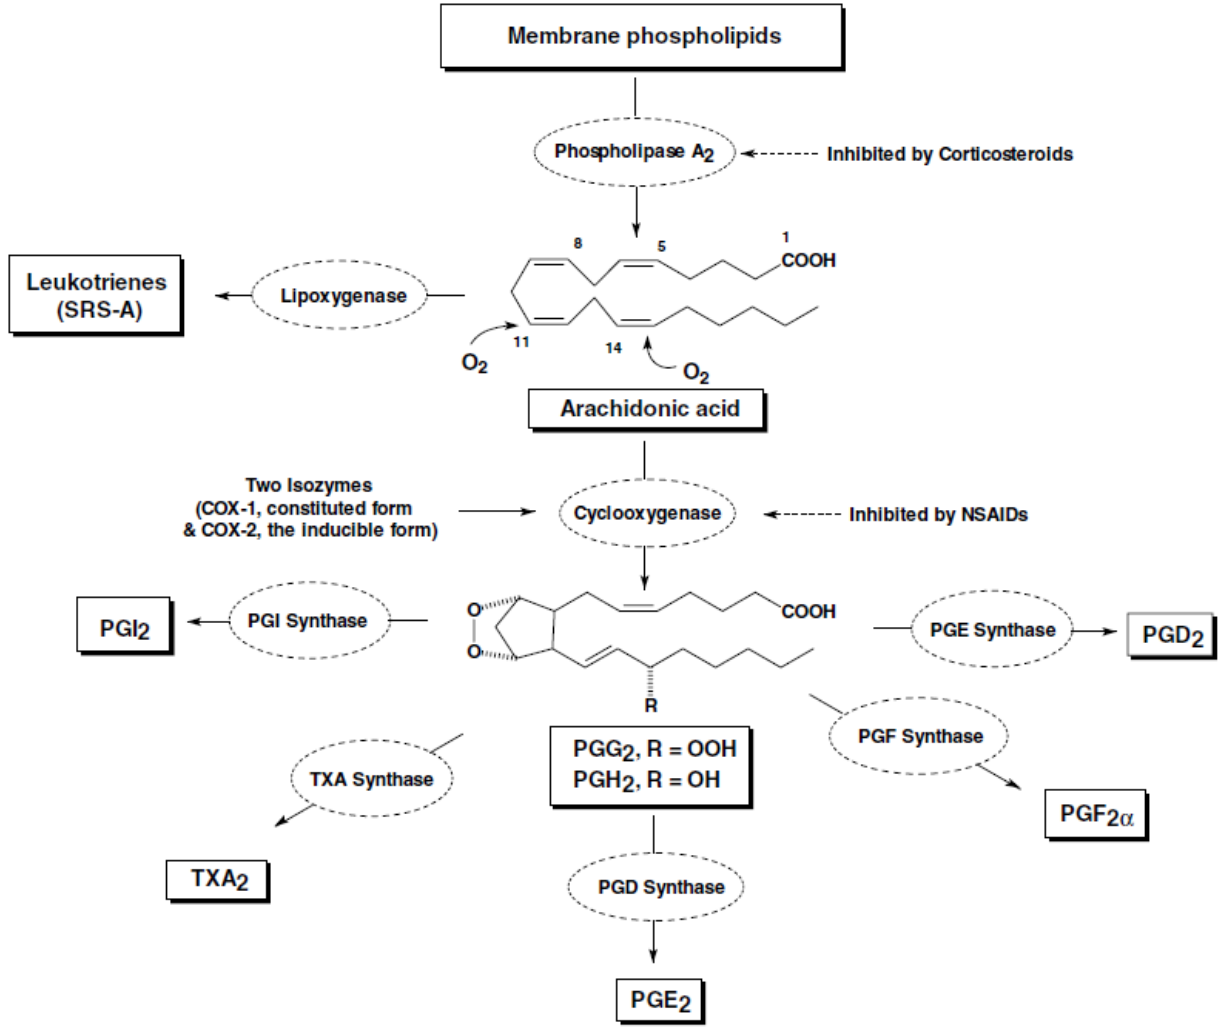 Membrane phospholipids
Phospholipase A2
Inhibited by Corticosteroids
8
5
1
COOH
Leukotrienes
(SRS-A)
Lipoxygenase
11
14
O2
O2
Arachidonic acid
Two Isozymes
(COX-1, constituted form
& COX-2, the inducible form)
Cyclooxygenase
Inhibited by NSAIDs
PGI2
PGI Synthase
O
O
COOH
R
PGE Synthase
PGD2
PGG2, R = OOH
PGH2, R = OH
TXA Synthase
TXA2
PGF Synthase
PGF2α
PGD Synthase
PGE2